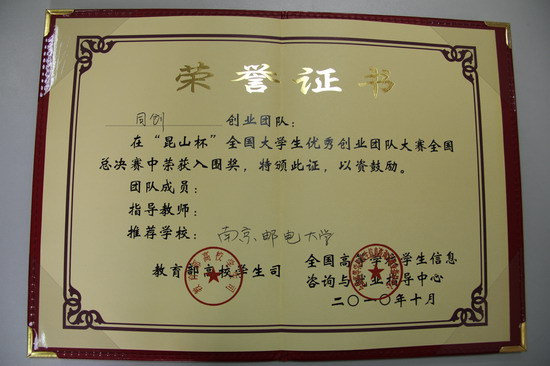 荣誉证书
同创 创业团队：
在“昆山杯”全国大学生优秀创业团队大赛全国
总决赛中荣获入围奖，特颁此证，以资鼓励。
团队成员：
指导教师：
推荐学校： 南京邮电大学
教育部高校学生司
全国高等学校学生信息
咨询与就业指导中心
二〇一〇年十月